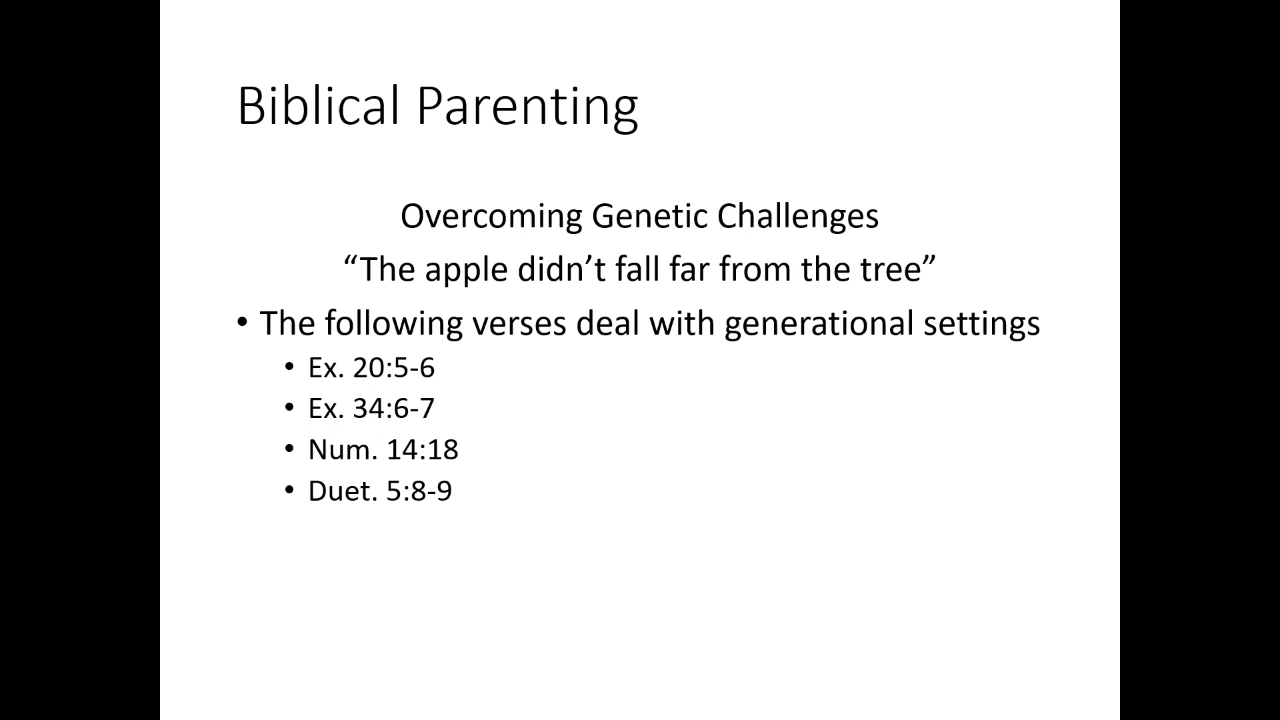 Biblical Parenting
Overcoming Genetic Challenges
“The apple didn’t fall far from the tree”
• The following verses deal with generational settings
• Ex. 20:5-6
• Ex. 34:6-7
• Num. 14:18
• Duet. 5:8-9